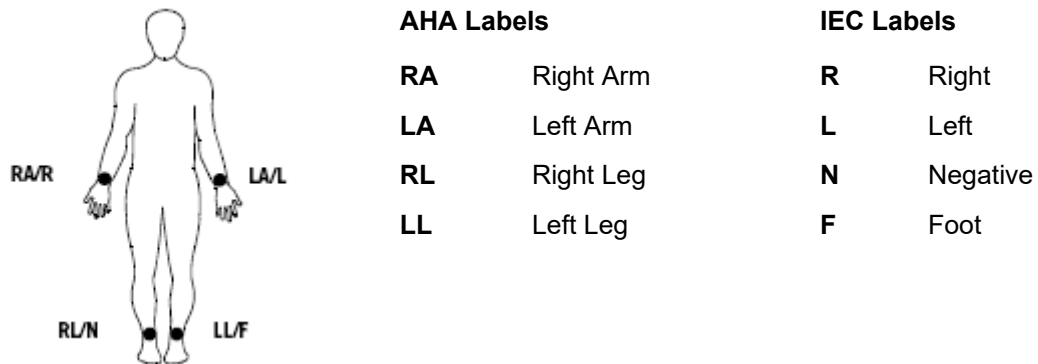 AHA Labels IEC Labels
RA Right Arm R Right
LA Left Arm L Left
RL Right Leg N Negative
LL Left Leg F Foot
RA/R LA/L
RL/N LL/F